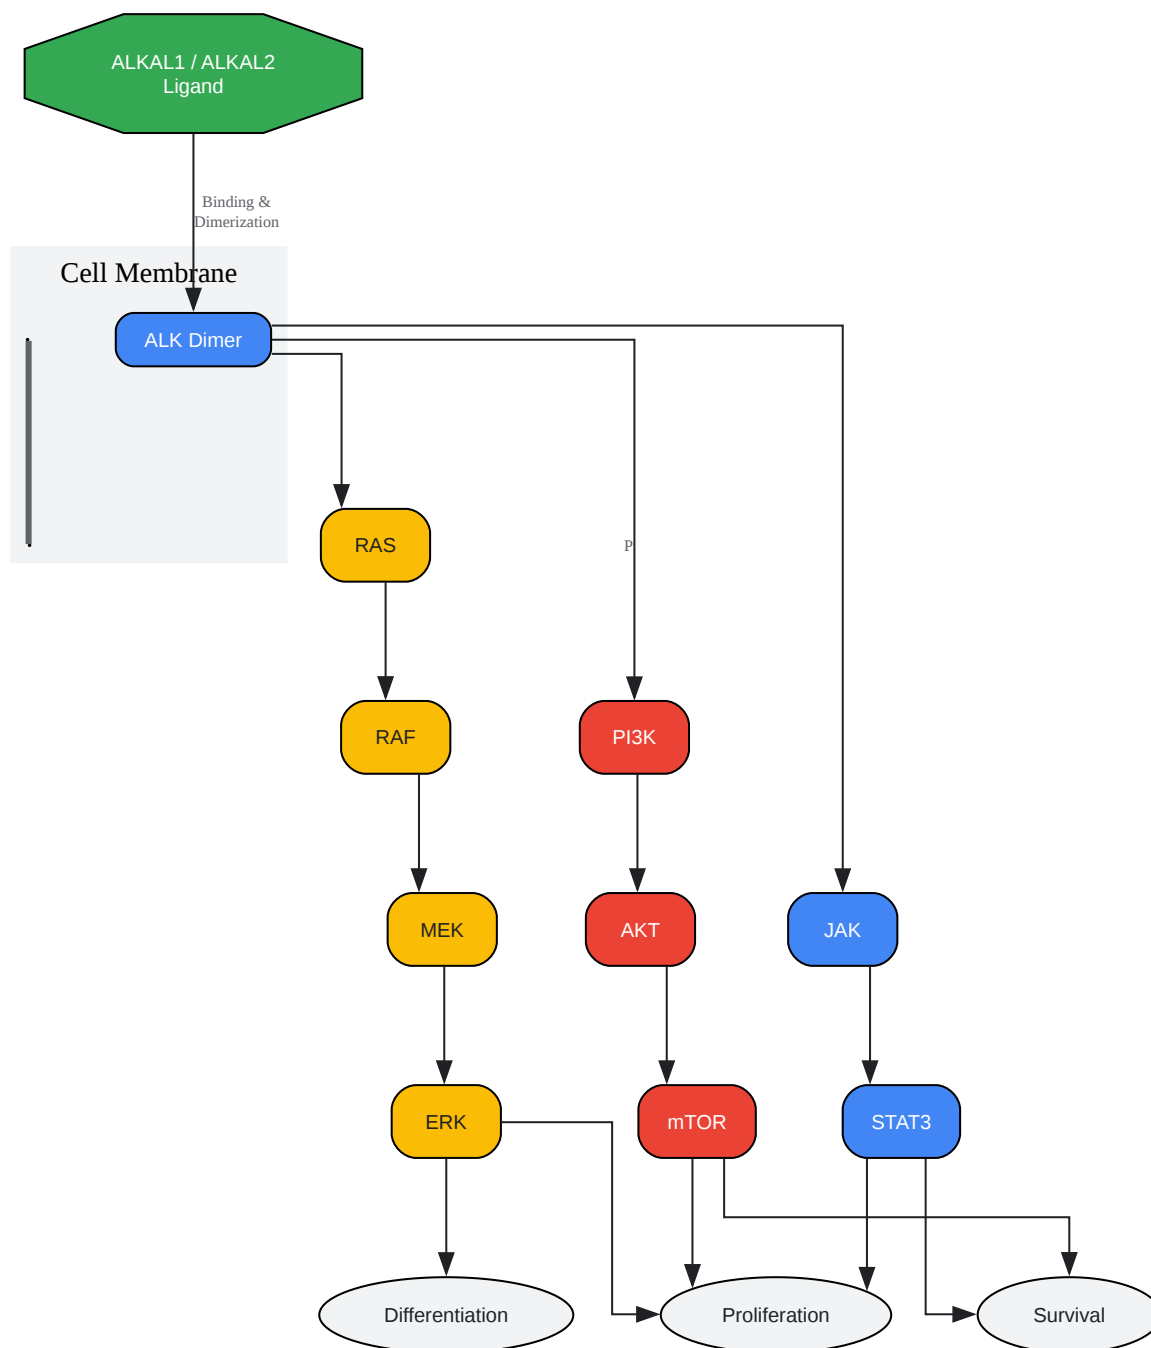 ALKAL1 / ALKAL2
Ligand
Binding &
Dimerization
Cell Membrane
ALK Dimer
RAS
P
RAF
PI3K
MEK
AKT
JAK
ERK
mTOR
STAT3
Differentiation
Proliferation
Survival